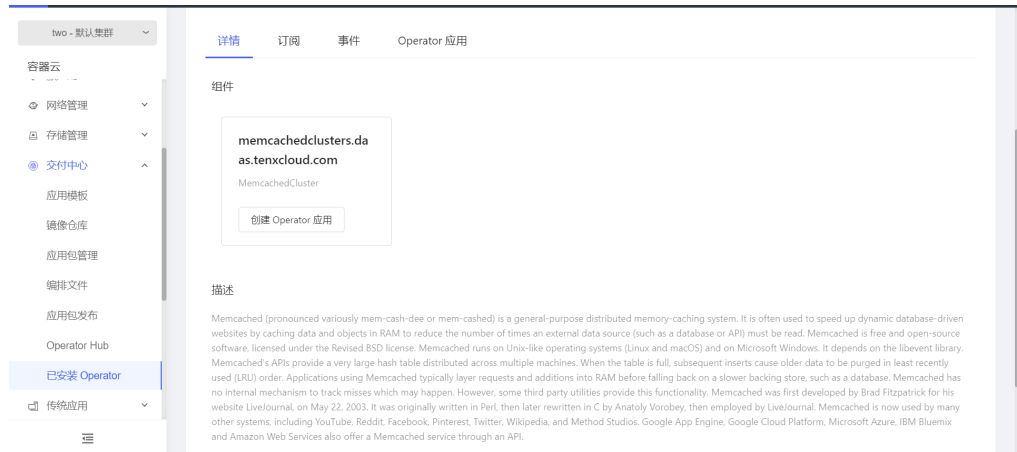 two - 默认集群
容器云
网络管理
存储管理
交付中心
应用模板
镜像仓库
应用包管理
编排文件
应用包发布
Operator Hub
已安装 Operator
传统应用
详情 订阅 事件 Operator 应用
组件
memcachedclusters.da
as.tenxcloud.com
MemcachedCluster
创建 Operator 应用
描述
Memcached (pronounced variously mem-cash-dee or mem-cashed) is a general-purpose distributed memory-caching system. It is often used to speed up dynamic database-driven
websites by caching data and objects in RAM to reduce the number of times an external data source (such as a database or API) must be read. Memcached is free and open-source
software, licensed under the Revised BSD license. Memcached runs on Unix-like operating systems (Linux and macOS) and on Microsoft Windows. It depends on the libevent library.
Memcached's APIs provide a very large hash table distributed across multiple machines. When the table is full, subsequent inserts cause older data to be purged in least recently
used (LRU) order. Applications using Memcached typically layer requests and additions into RAM before falling back on a slower backing store, such as a database. Memcached has
no internal mechanism to track misses which may happen. However, some third party utilities provide this functionality. Memcached was first developed by Brad Fitzpatrick for his
website LiveJournal, on May 22, 2003. It was originally written in Perl, then later rewritten in C by Anatoly Vorobey, then employed by LiveJournal. Memcached is now used by many
other systems, including YouTube, Reddit, Facebook, Pinterest, Twitter, Wikipedia, and Method Studios. Google App Engine, Google Cloud Platform, Microsoft Azure, IBM Bluemix
and Amazon Web Services also offer a Memcached service through an API.